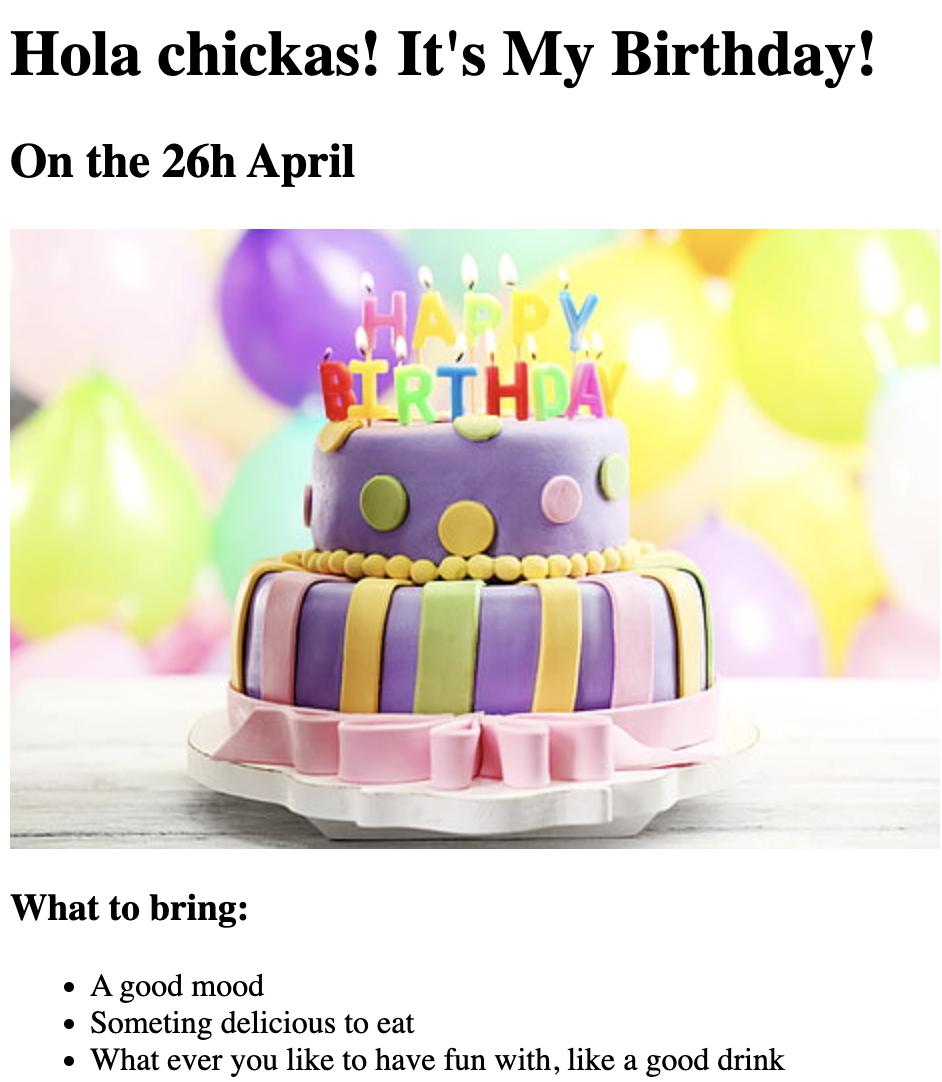 Hola chickas! It's My Birthday!
On the 26h April
HAPPY
BIRTHDAY
What to bring:
A good mood
Someting delicious to eat
What ever you like to have fun with, like a good drink